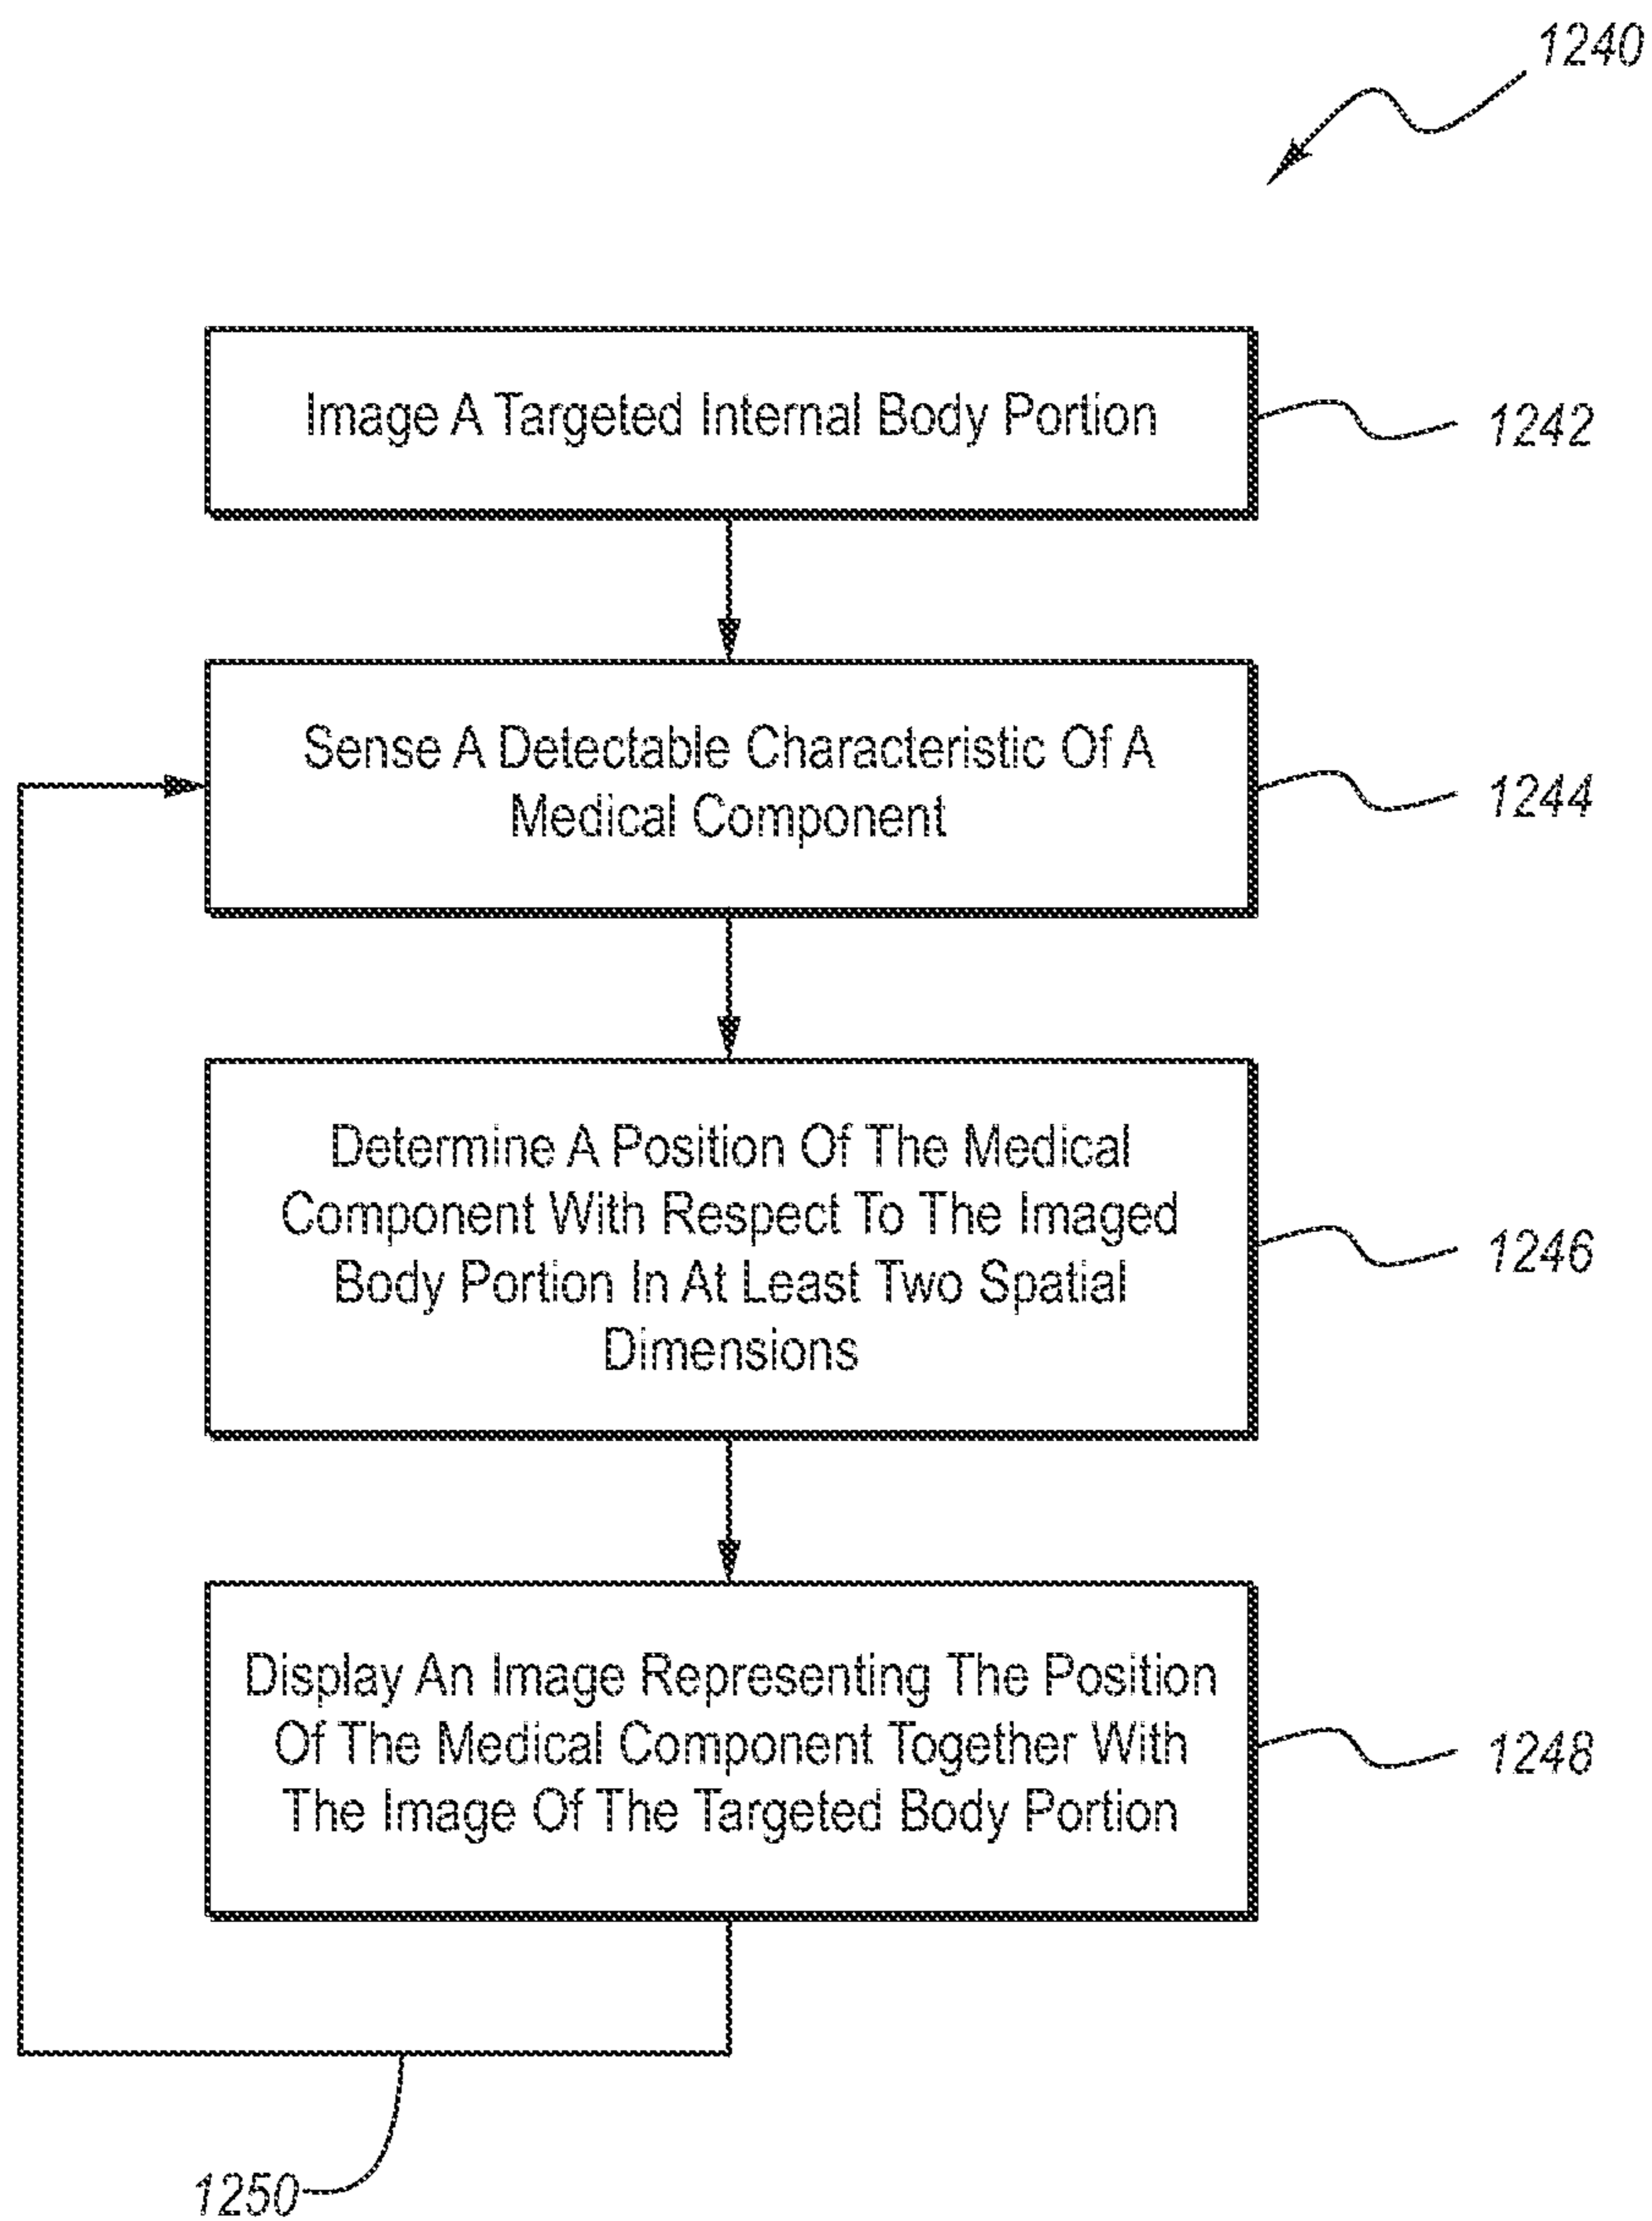 1240
Image A Targeted Internal Body Portion
1242
Sense A Detectable Characteristic Of A
Medical Component
1244
Determine A Position Of The Medical
Component With Respect To The Imaged
Body Portion In At Least Two Spatial
Dimensions
1246
Display An Image Representing The Position
Of The Medical Component Together With
The Image Of The Targeted Body Portion
1248
1250